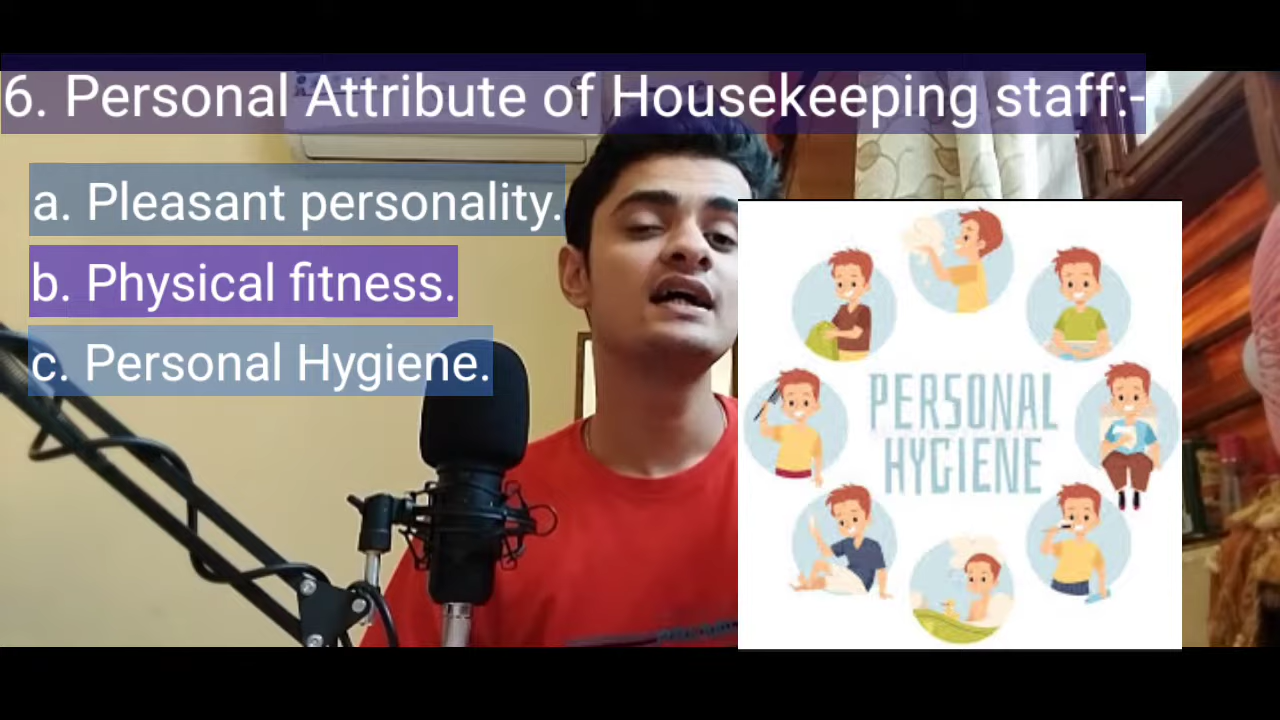 6. Personal Attribute of Housekeeping staff:-
a. Pleasant personality.
b. Physical fitness.
c. Personal Hygiene.
PERSONAL
HYGIENE